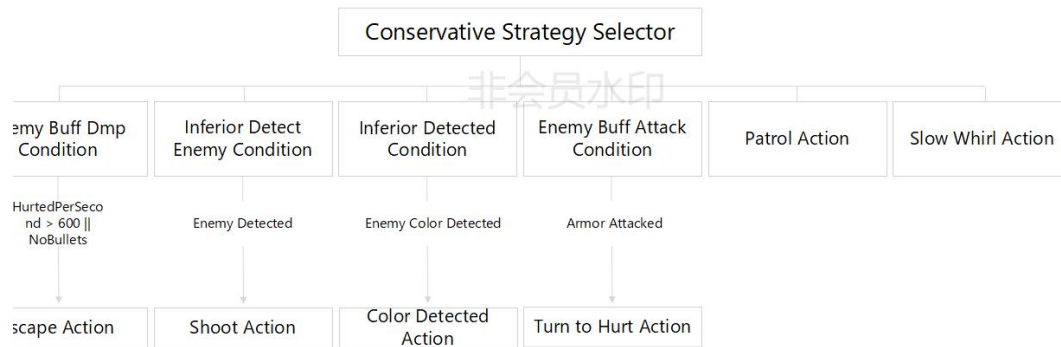 Conservative Strategy Selector
非会员水印
emy Buff Dmp
Condition
Inferior Detect
Enemy Condition
Inferior Detected
Condition
Enemy Buff Attack
Condition
Patrol Action
Slow Whirl Action
HurtedPerSeco
nd > 600 ||
NoBullets
Enemy Detected
Enemy Color Detected
Armor Attacked
scape Action
Shoot Action
Color Detected
Action
Turn to Hurt Action